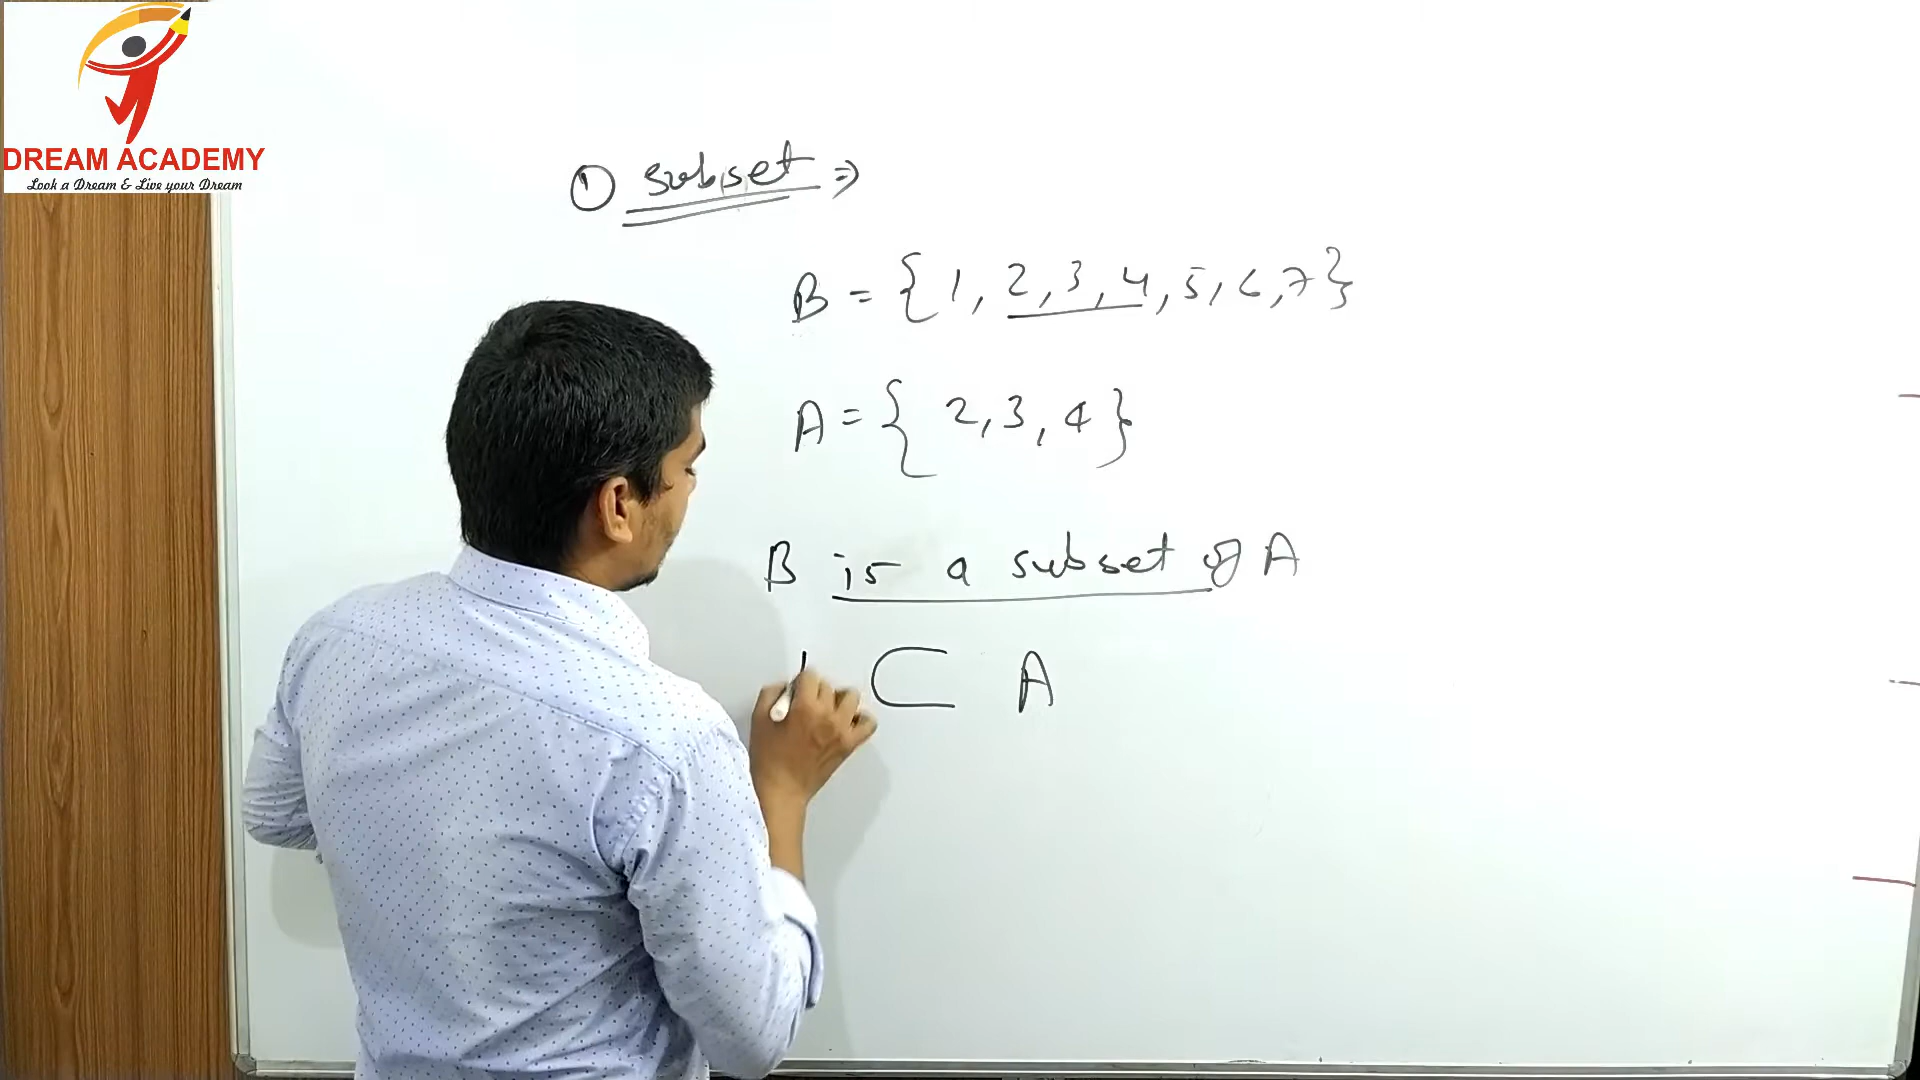 DREAM ACADEMY
Look a Dream & Live your Dream
① subset ⇒
B = {1, 2, 3, 4, 5, 6, 7}
A = { 2, 3, 4}
B is a subset of A
⊂ A